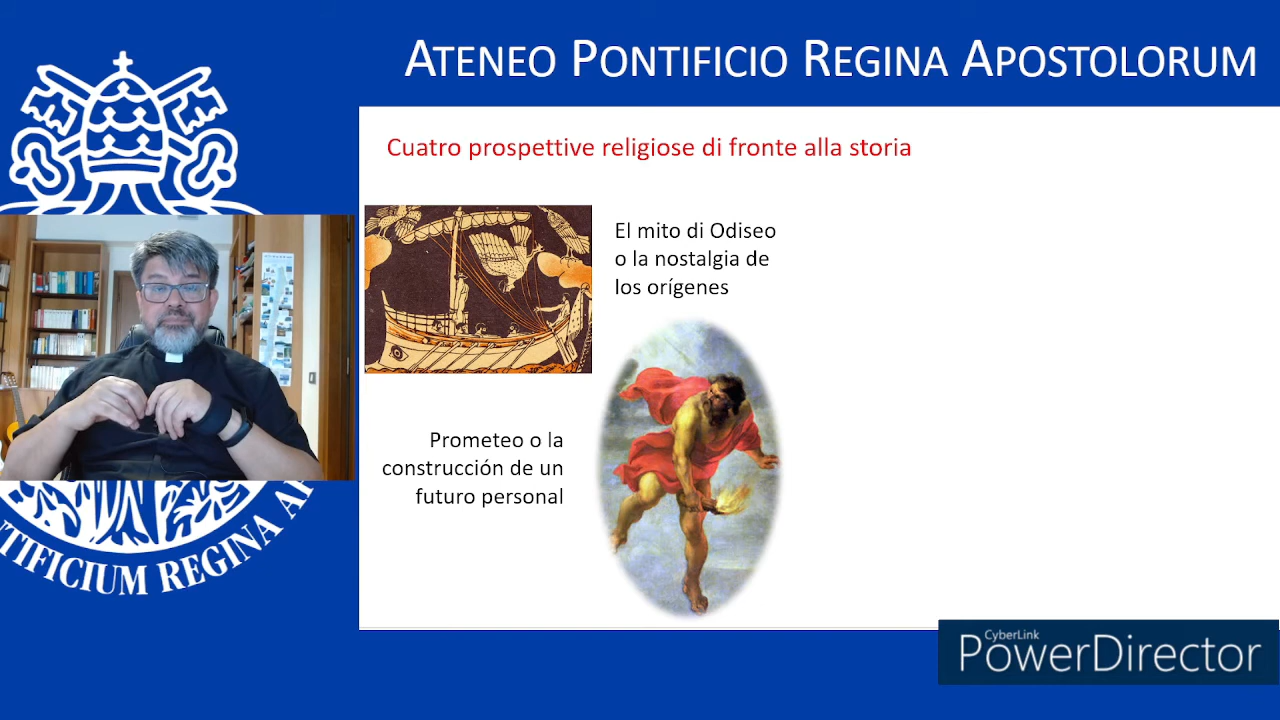 ATENEO PONTIFICIO REGINA APOSTOLORUM
Cuatro prospettive religiose di fronte alla storia
El mito di Odiseo
o la nostalgia de
los orígenes
Prometeo o la
construcción de un
futuro personal
TIFICIUM REGINA AP
CyberLink
PowerDirector